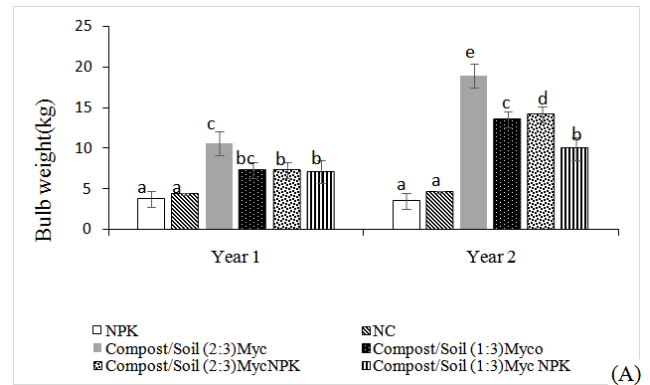 25
20
15
10
5
0
Bulb weight(kg)
a a c bc b b
a a e c d b
Year 1 Year 2
NPK NC
Compost/Soil (2:3)Myc Compost/Soil (1:3)Myco
Compost/Soil (2:3)MycNPK Compost/Soil (1:3)Myc NPK
(A)